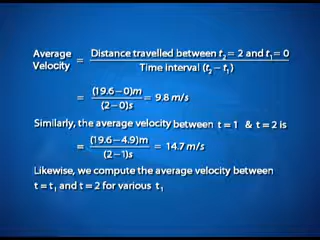 Average Velocity = Distance travelled between t₂ = 2 and t₁ = 0 / Time interval (t₂ – t₁)
= (19.6–0)m / (2–0)s = 9.8 m/s
Similarly, the average velocity between t = 1 & t = 2 is
= (19.6–4.9)m / (2–1)s = 14.7 m/s
Likewise, we compute the average velocity between
t = t₁ and t = 2 for various t₁